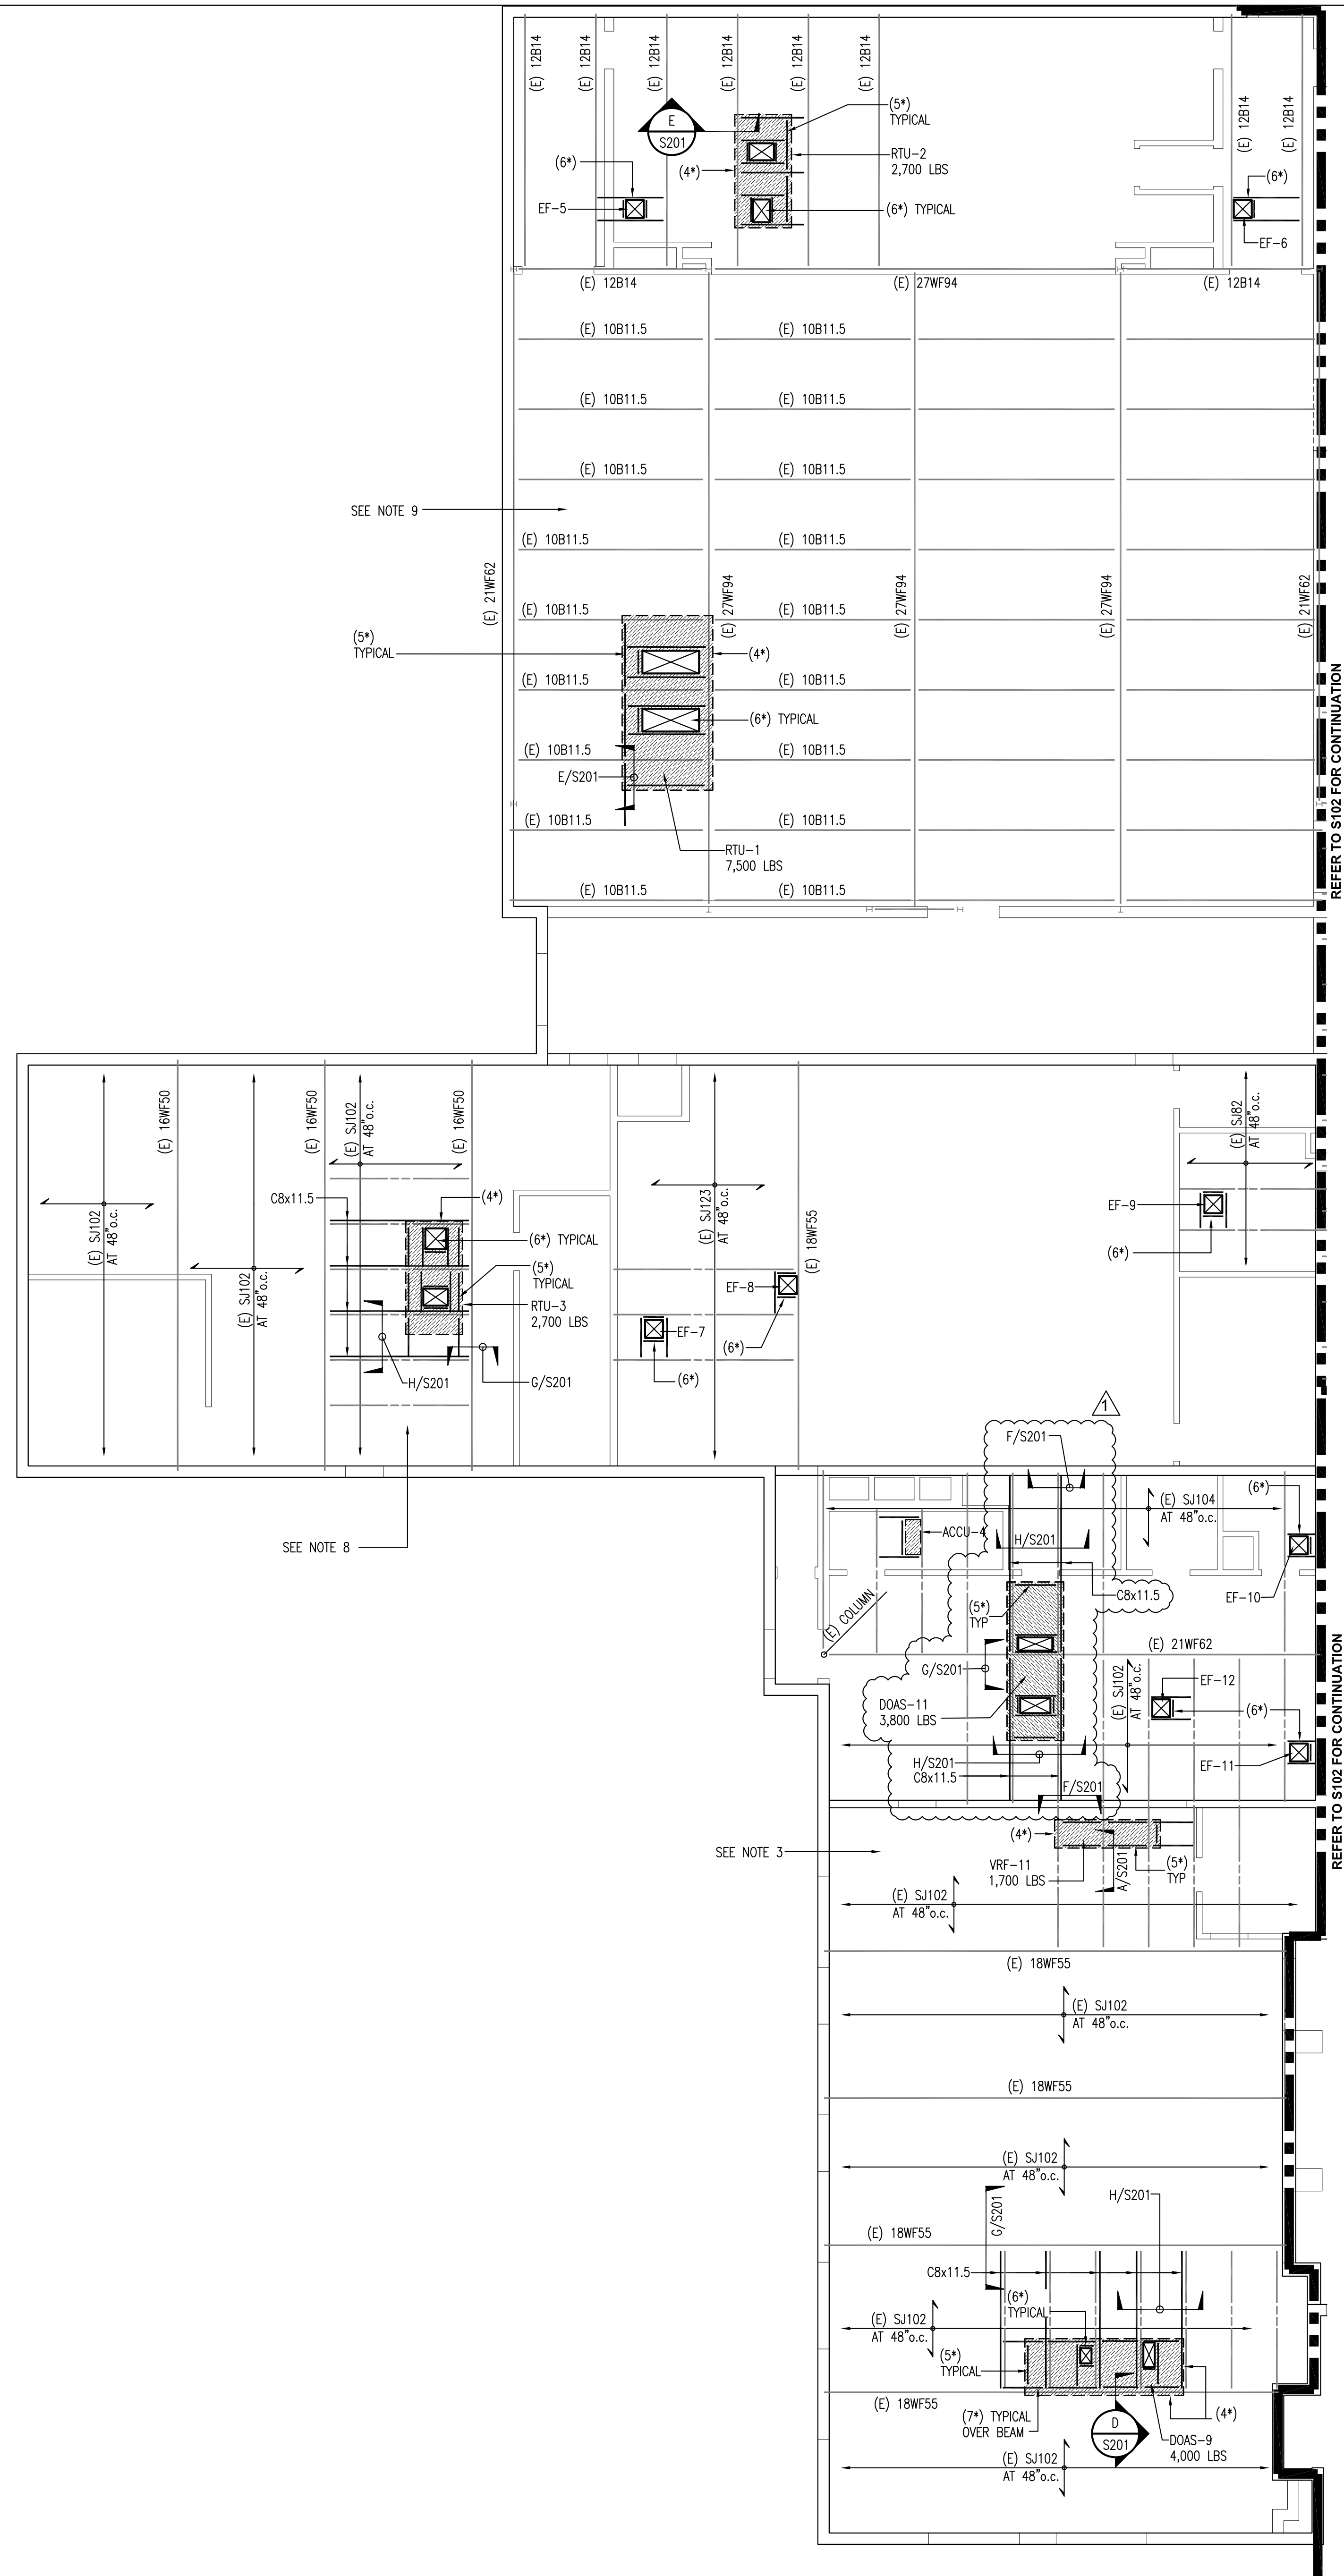 (E) 12B14
(E) 12B14
(E) 12B14
(E) 12B14
(E) 12B14
(E) 12B14
(E) 12B14
(E) 12B14
E
S201
(5*)
TYPICAL
RTU-2
2,700 LBS
(4*)
(6*)
EF-5
(6*) TYPICAL
(6*)
EF-6
(E) 12B14
(E) 27WF94
(E) 12B14
(E) 10B11.5
(E) 10B11.5
(E) 10B11.5
(E) 10B11.5
(E) 10B11.5
(E) 10B11.5
SEE NOTE 9
(E) 10B11.5
(E) 10B11.5
(E) 21WF62
(E) 27WF94
(E) 27WF94
(E) 27WF94
(E) 21WF62
(E) 10B11.5
(E) 10B11.5
(5*)
TYPICAL
(4*)
(E) 10B11.5
(E) 10B11.5
(6*) TYPICAL
(E) 10B11.5
(E) 10B11.5
E/S201
(E) 10B11.5
(E) 10B11.5
RTU-1
7,500 LBS
(E) 10B11.5
(E) 10B11.5
REFER TO S102 FOR CONTINUATION
(E) 16WF50
(E) 16WF50
(E) SJ102
AT 48"o.c.
(E) 16WF50
(E) SJ82
AT 48"o.c.
C8x11.5
(4*)
(E) SJ102
AT 48"o.c.
(E) SJ102
AT 48"o.c.
(6*) TYPICAL
(5*)
TYPICAL
RTU-3
2,700 LBS
(E) SJ123
AT 48"o.c.
(E) 18WF55
EF-9
(6*)
EF-8
EF-7
(6*)
(6*)
H/S201
G/S201
SEE NOTE 8
1
F/S201
(E) SJ104
AT 48"o.c.
(6*)
ACCU-4
H/S201
C8x11.5
EF-10
(5*)
TYP
(E) COLUMN
(E) 21WF62
G/S201
DOAS-11
3,800 LBS
(E) SJ102
AT 48"o.c.
EF-12
(6*)
EF-11
H/S201
C8x11.5
F/S201
REFER TO S102 FOR CONTINUATION
(4*)
SEE NOTE 3
VRF-11
1,700 LBS
A/S201
(5*)
TYP
(E) SJ102
AT 48"o.c.
(E) 18WF55
(E) SJ102
AT 48"o.c.
(E) 18WF55
(E) SJ102
AT 48"o.c.
G/S201
H/S201
(E) 18WF55
C8x11.5
(6*)
TYPICAL
(E) SJ102
AT 48"o.c.
(5*)
TYPICAL
(E) 18WF55
(7*) TYPICAL
OVER BEAM
D
S201
(4*)
DOAS-9
4,000 LBS
(E) SJ102
AT 48"o.c.